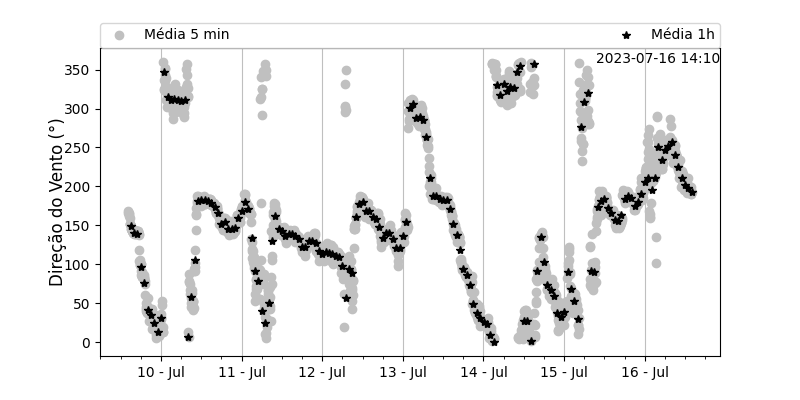 Média 5 min
Média 1h
2023-07-16 14:10
Direção do Vento (°)
350
300
250
200
150
100
50
0
10 - Jul
11 - Jul
12 - Jul
13 - Jul
14 - Jul
15 - Jul
16 - Jul